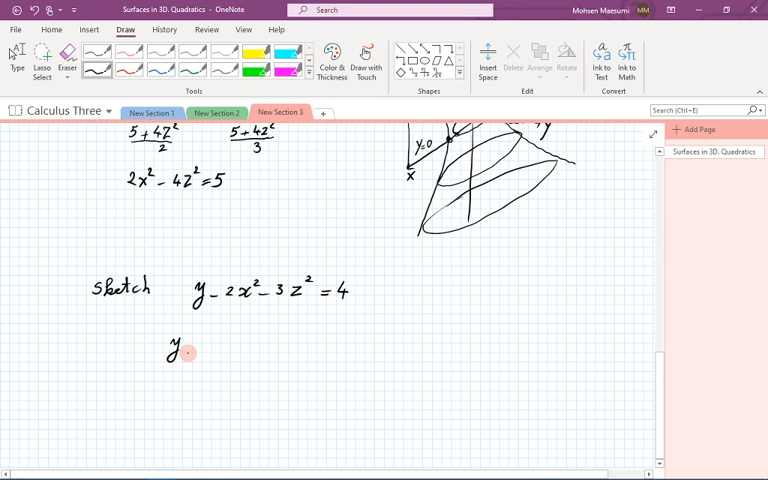 Surfaces in 3D. Quadratics - OneNote
Search
Mohsen Maesumi MM
File Home Insert Draw History Review View Help
Type
Lasso Select
Eraser
Color & Thickness
Draw with Touch
Insert Space
Delete
Arrange
Rotate
Ink to Text
Ink to Math
Tools Shapes Edit Convert
Calculus Three New Section 1 New Section 2 New Section 3 + Search (Ctrl+E)
+ Add Page
Surfaces in 3D. Quadratics
5+4z²/2 5+4z²/3
y=0 y
x
2x² - 4z² = 5
sketch y - 2x² - 3z² = 4
y